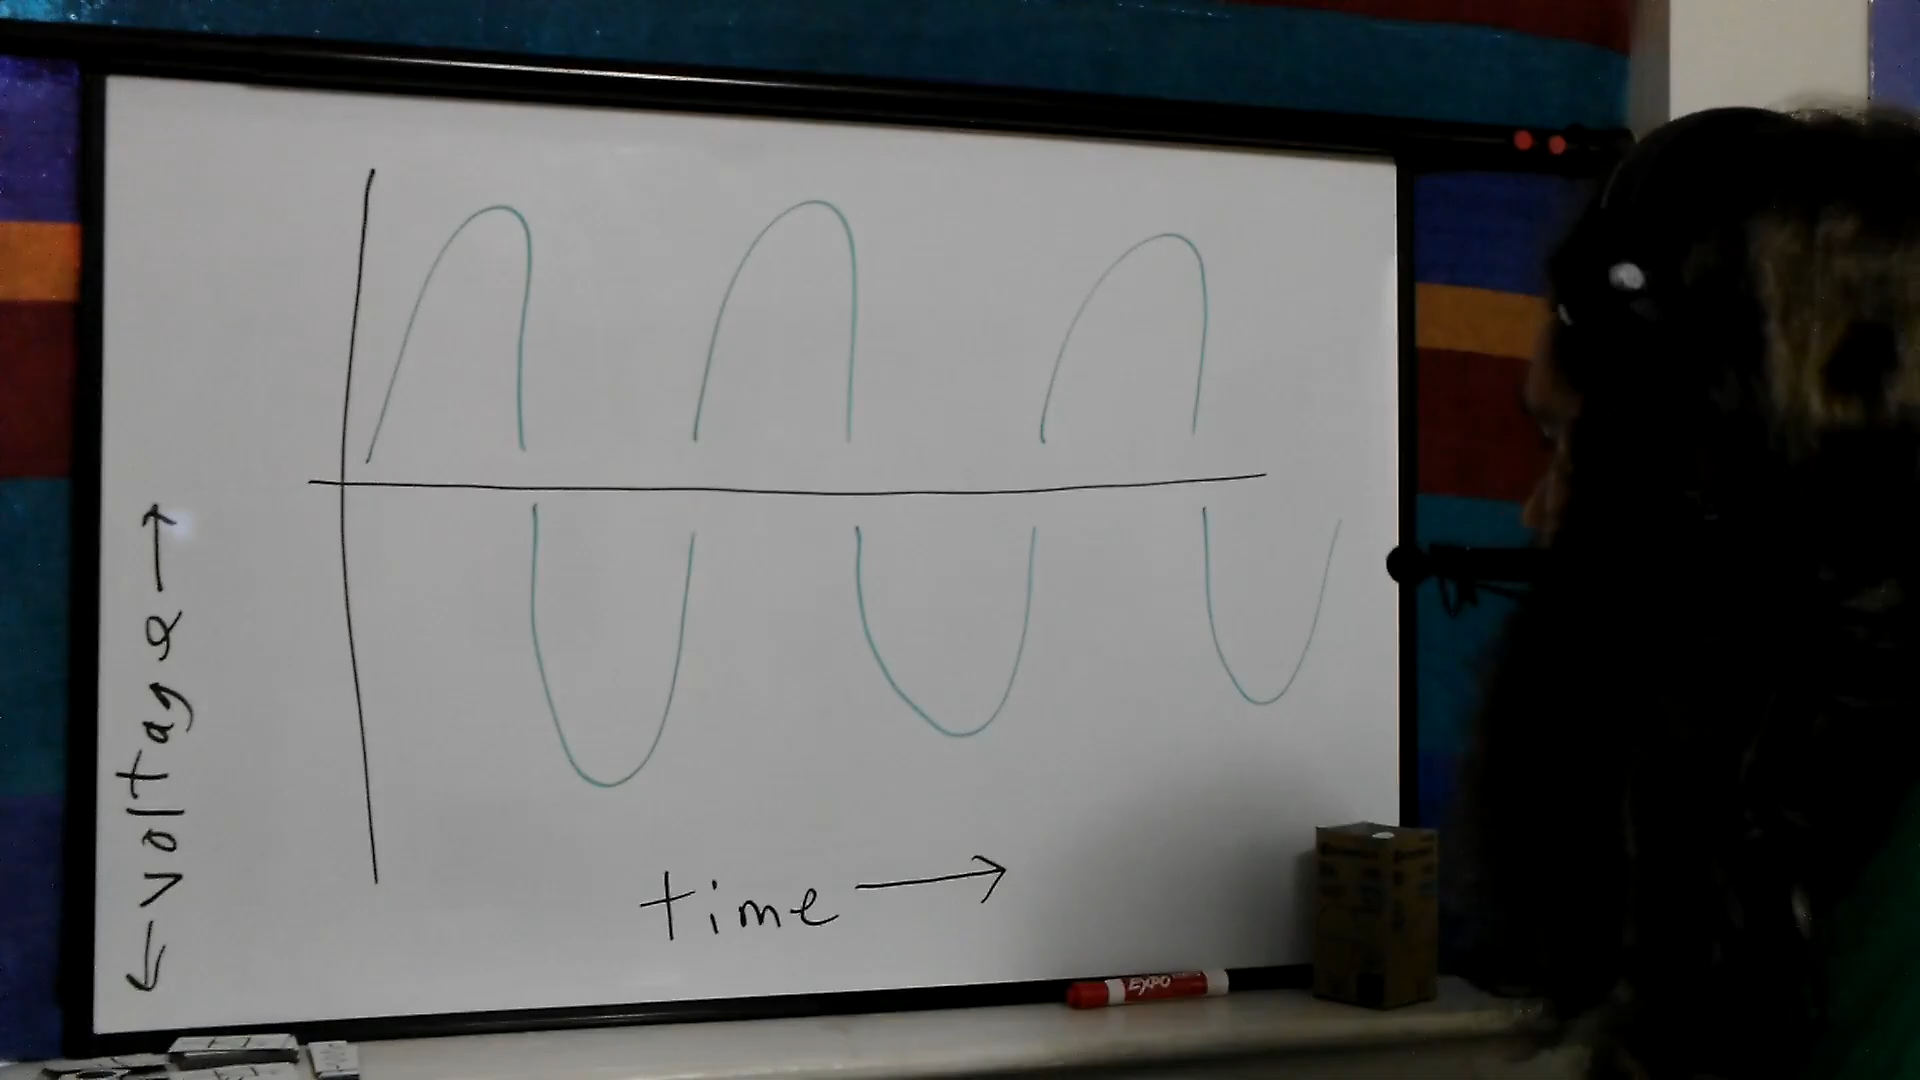 ← voltage →
time →
EXPO